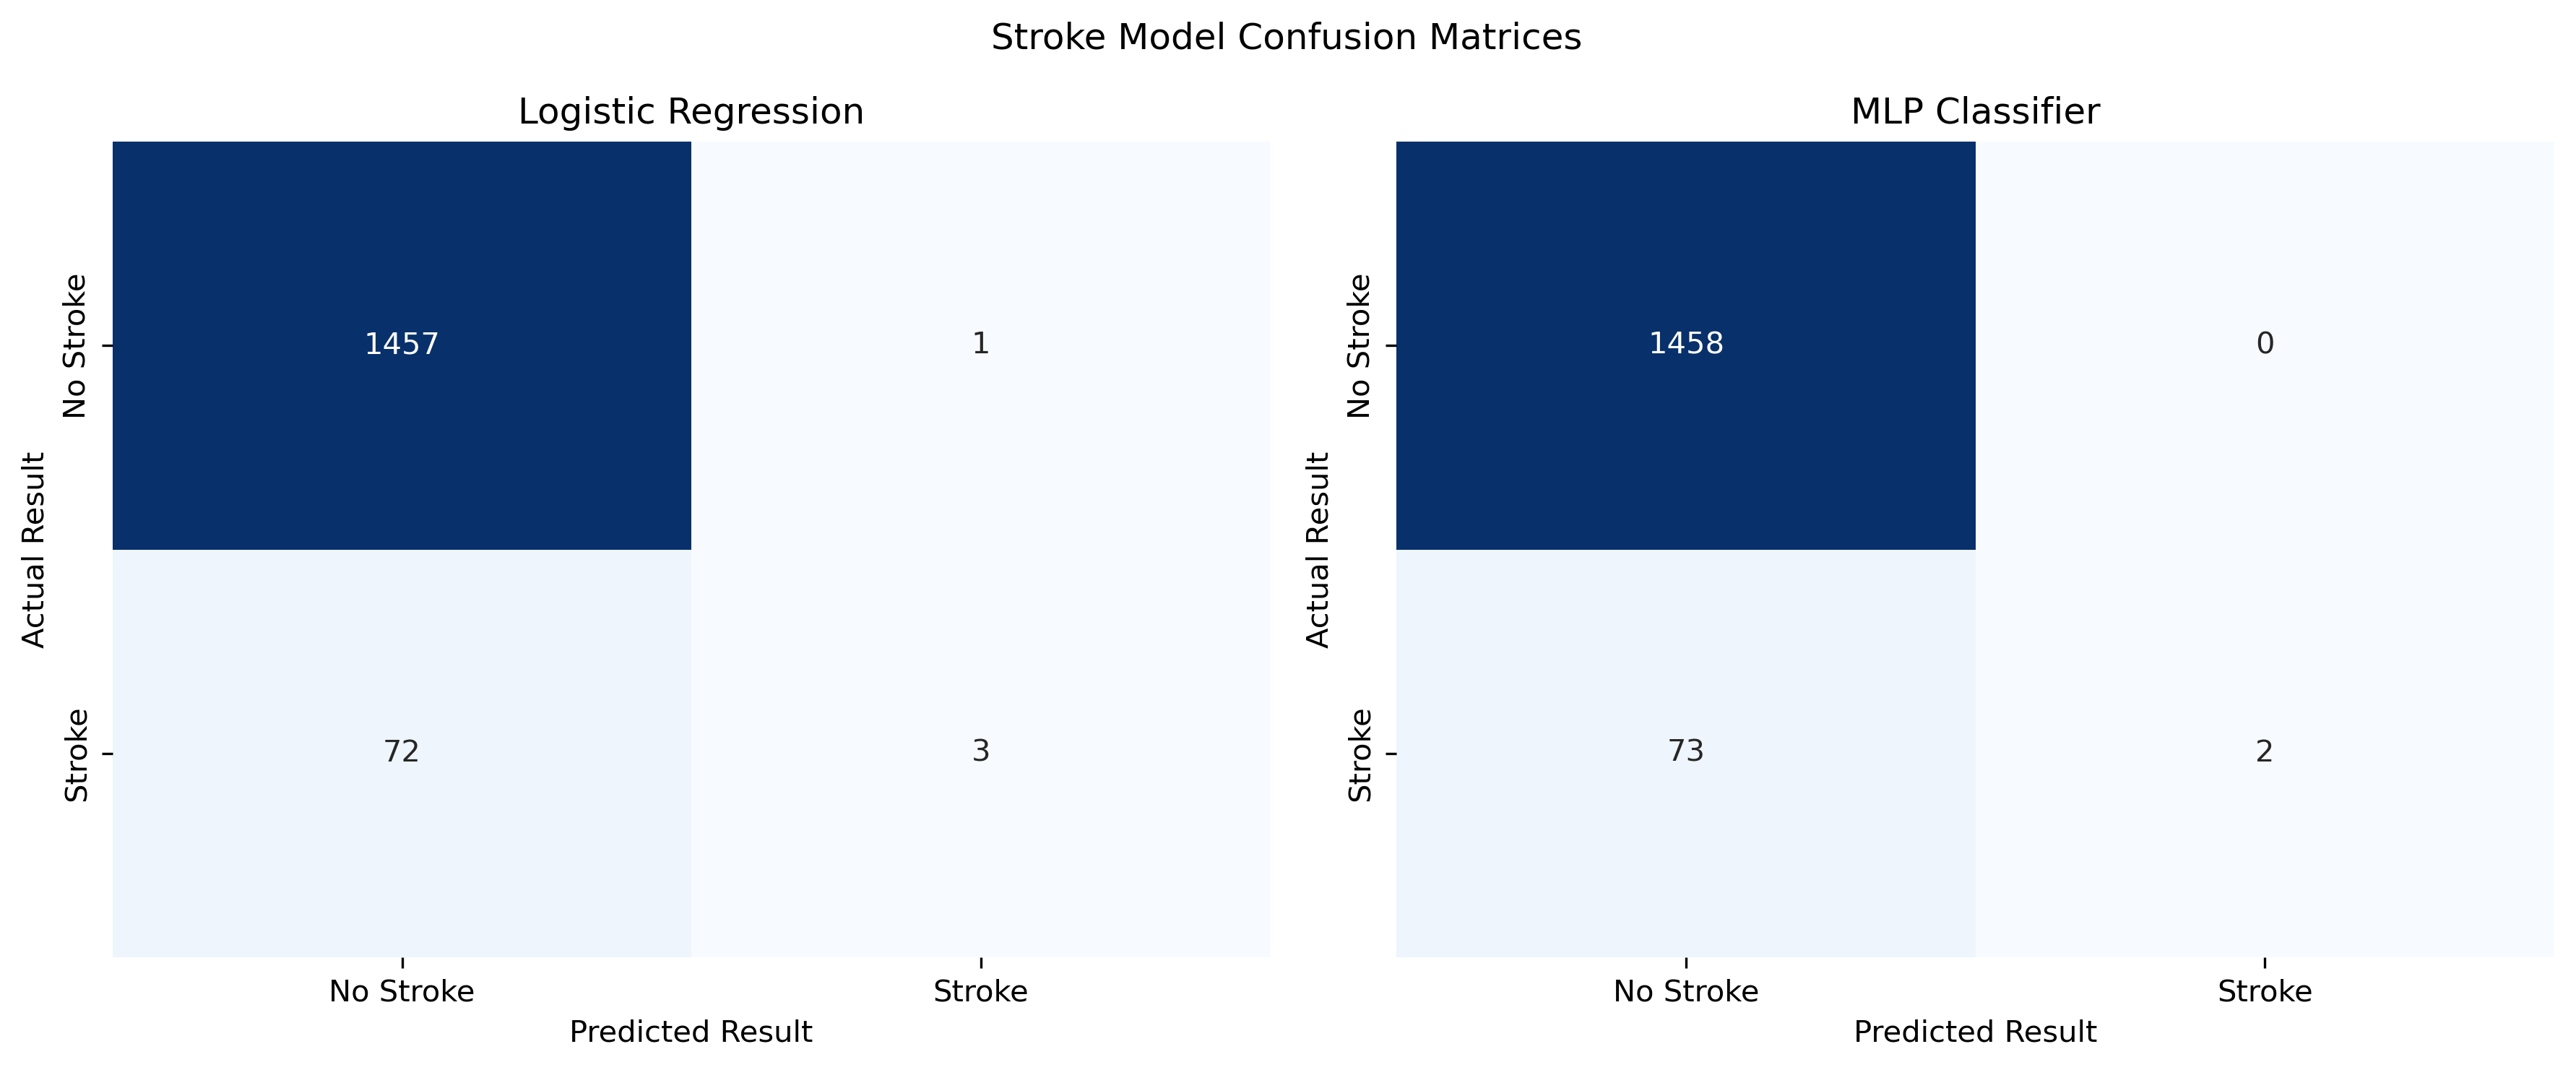 Stroke Model Confusion Matrices
Logistic Regression
Actual Result
No Stroke
Stroke
1457
1
72
3
No Stroke
Stroke
Predicted Result
MLP Classifier
Actual Result
No Stroke
Stroke
1458
0
73
2
No Stroke
Stroke
Predicted Result